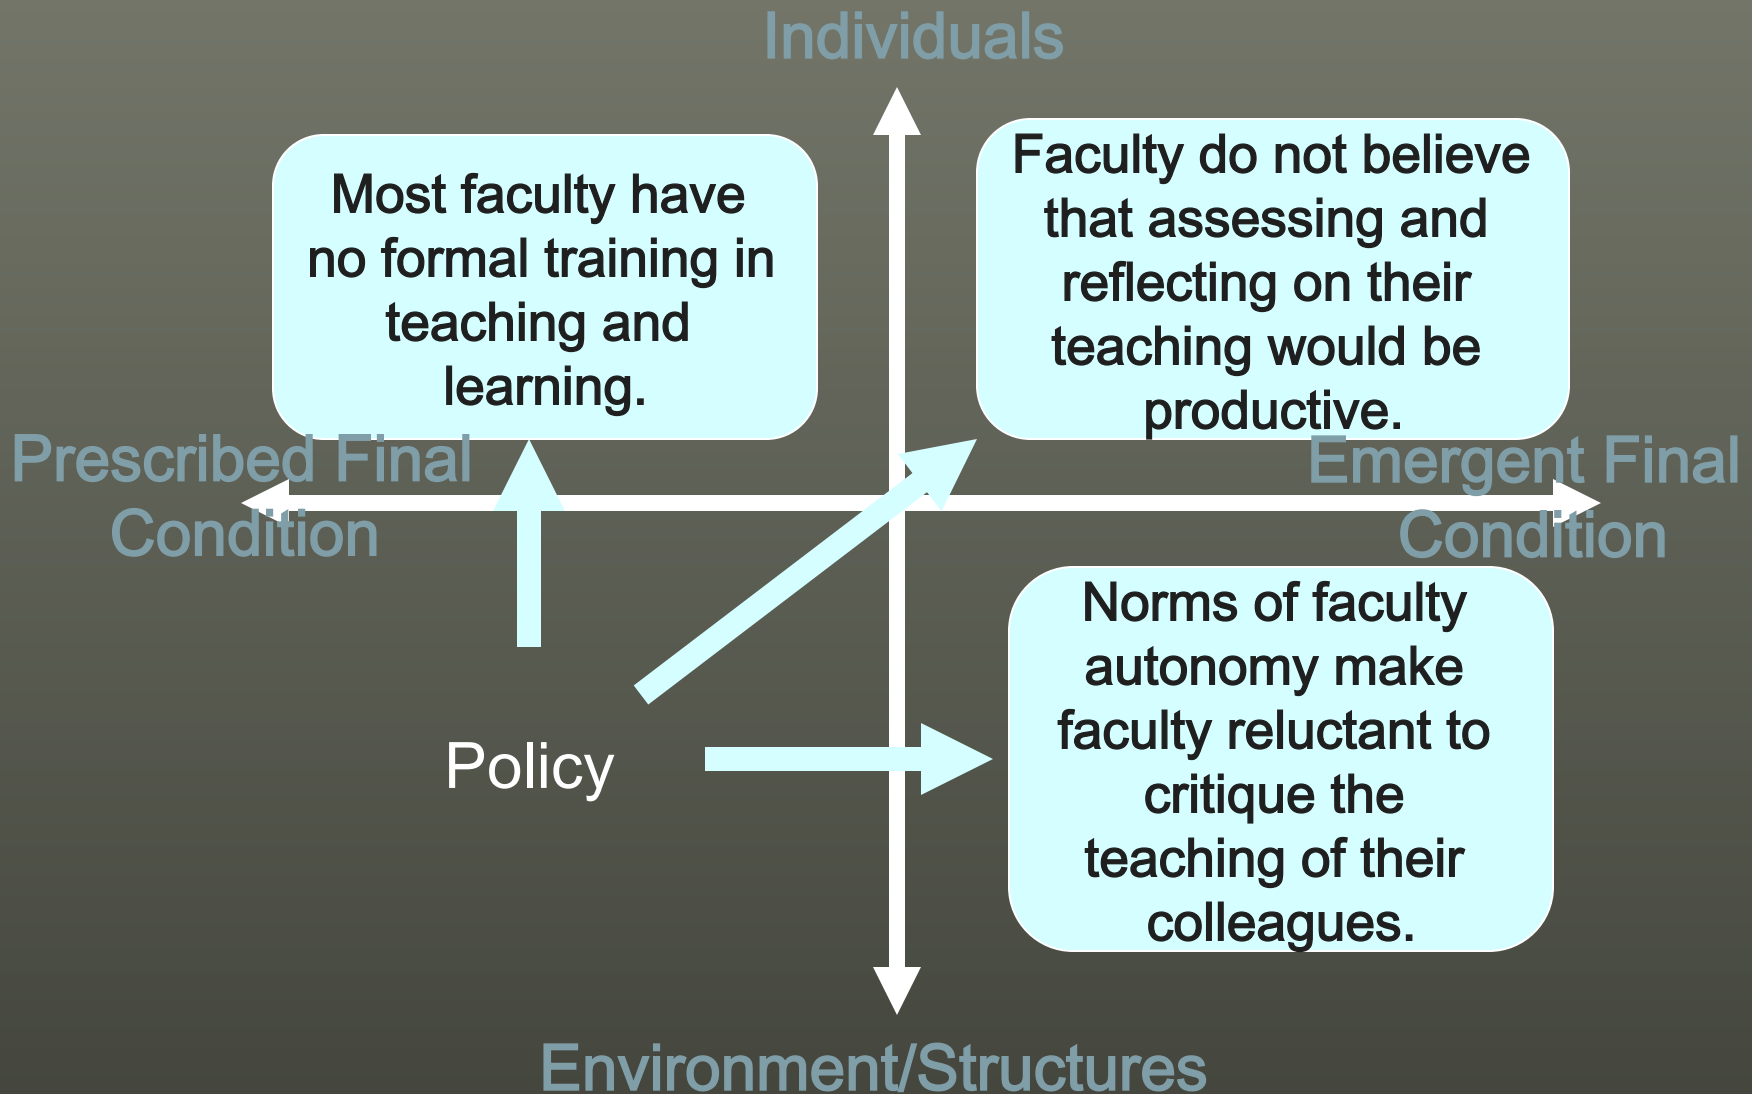 Individuals
Most faculty have
no formal training in
teaching and
learning.
Faculty do not believe
that assessing and
reflecting on their
teaching would be
productive.
Prescribed Final
Condition
Emergent Final
Condition
Policy
Norms of faculty
autonomy make
faculty reluctant to
critique the
teaching of their
colleagues.
Environment/Structures